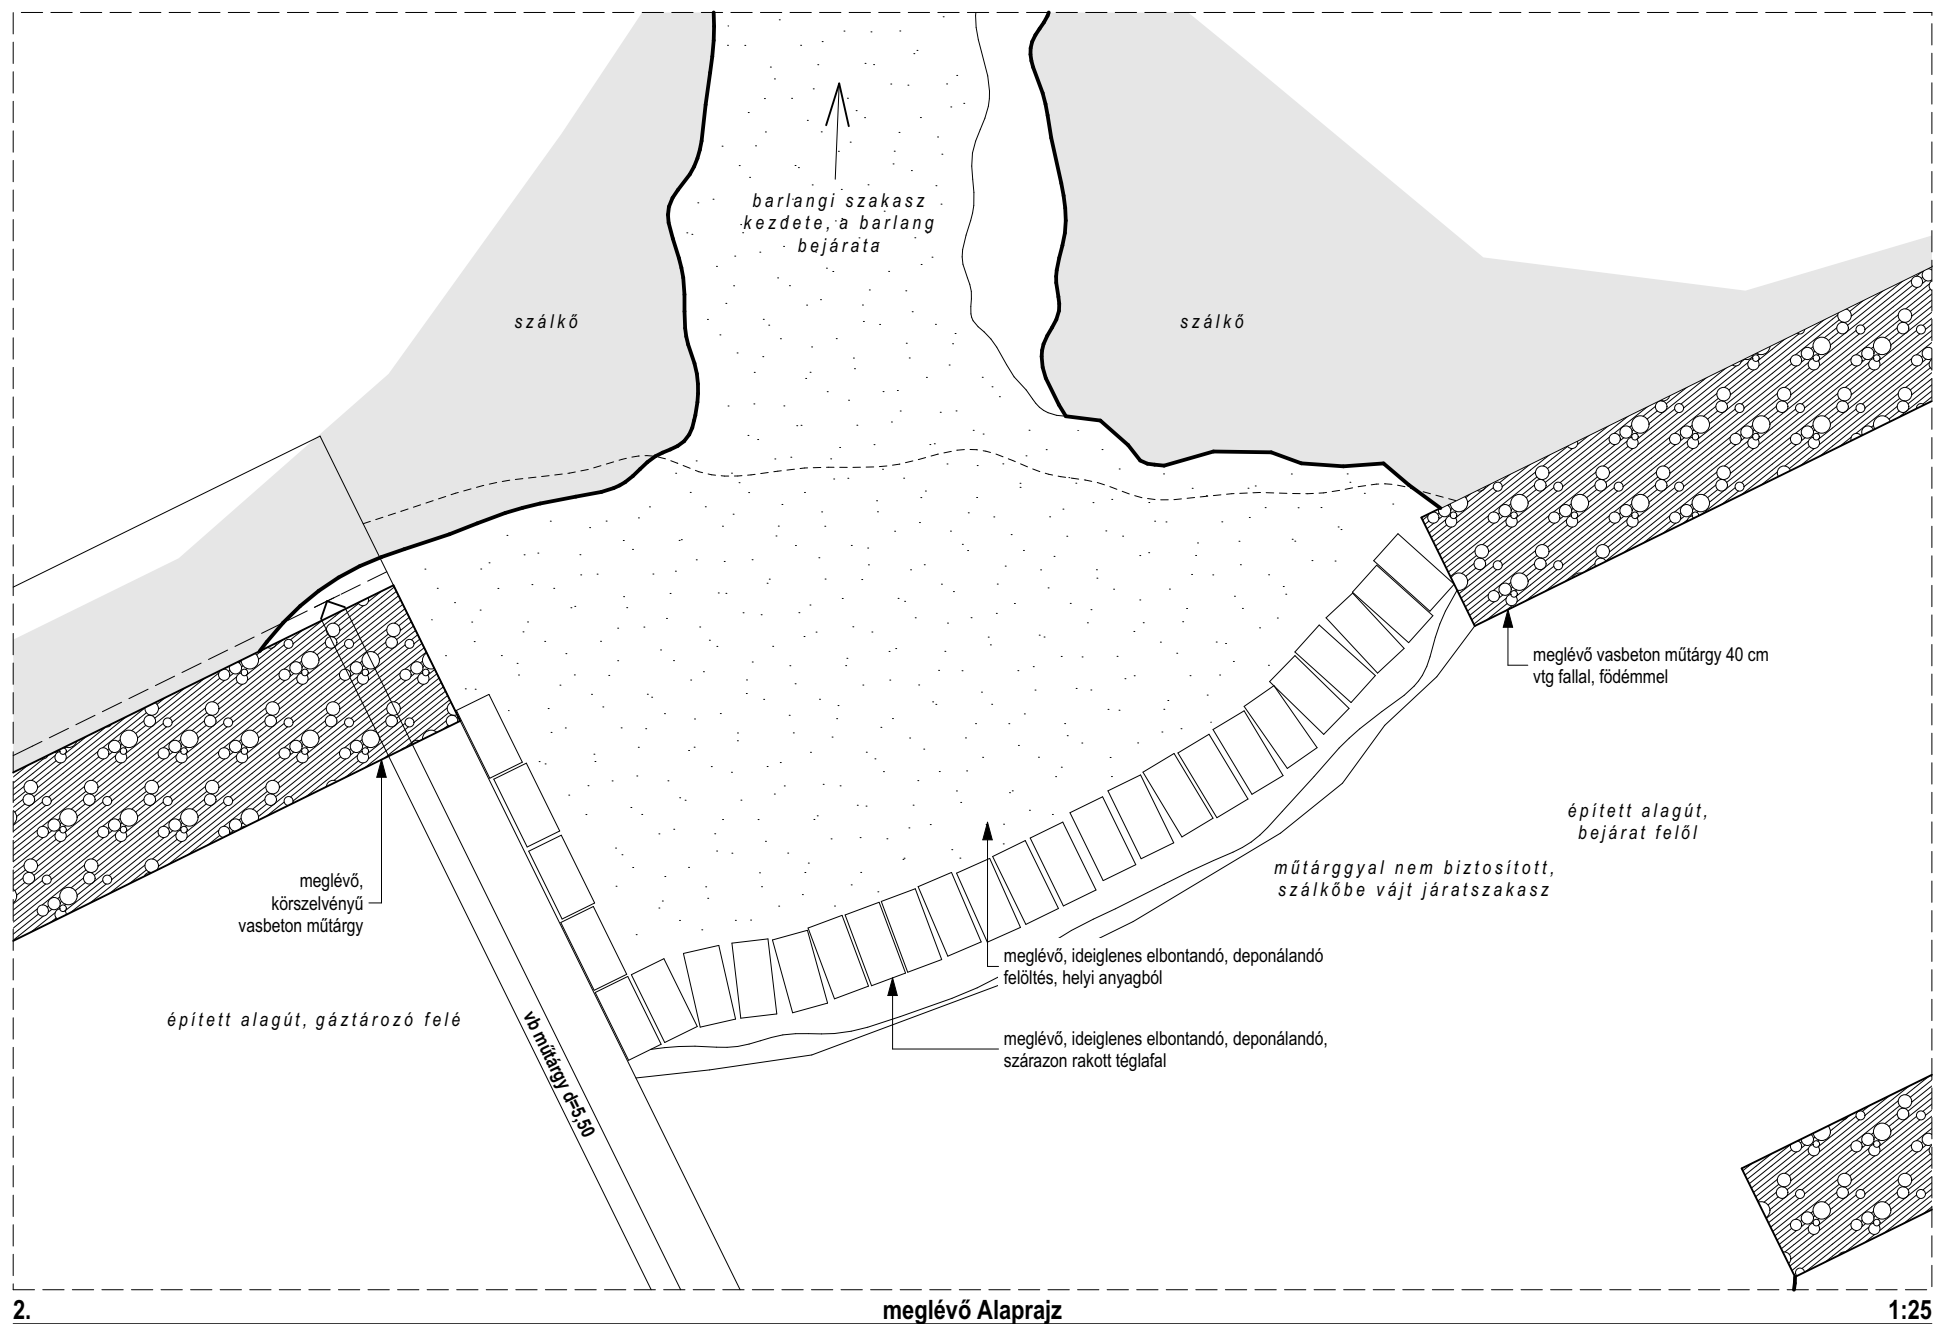 barlangi szakasz
kezdete, a barlang
bejárata
szálkő
szálkő
meglévő vasbeton műtárgy 40 cm
vtg fallal, födémmel
épített alagút,
bejárat felől
műtárggyal nem biztosított,
szálkőbe vájt járatszakasz
meglévő,
körszelvényű
vasbeton műtárgy
meglévő, ideiglenes elbontandó, deponálandó
felöltés, helyi anyagból
épített alagút, gáztározó felé
vb műtárgy d=5,50
meglévő, ideiglenes elbontandó, deponálandó,
szárazon rakott téglafal
2.
meglévő Alaprajz
1:25